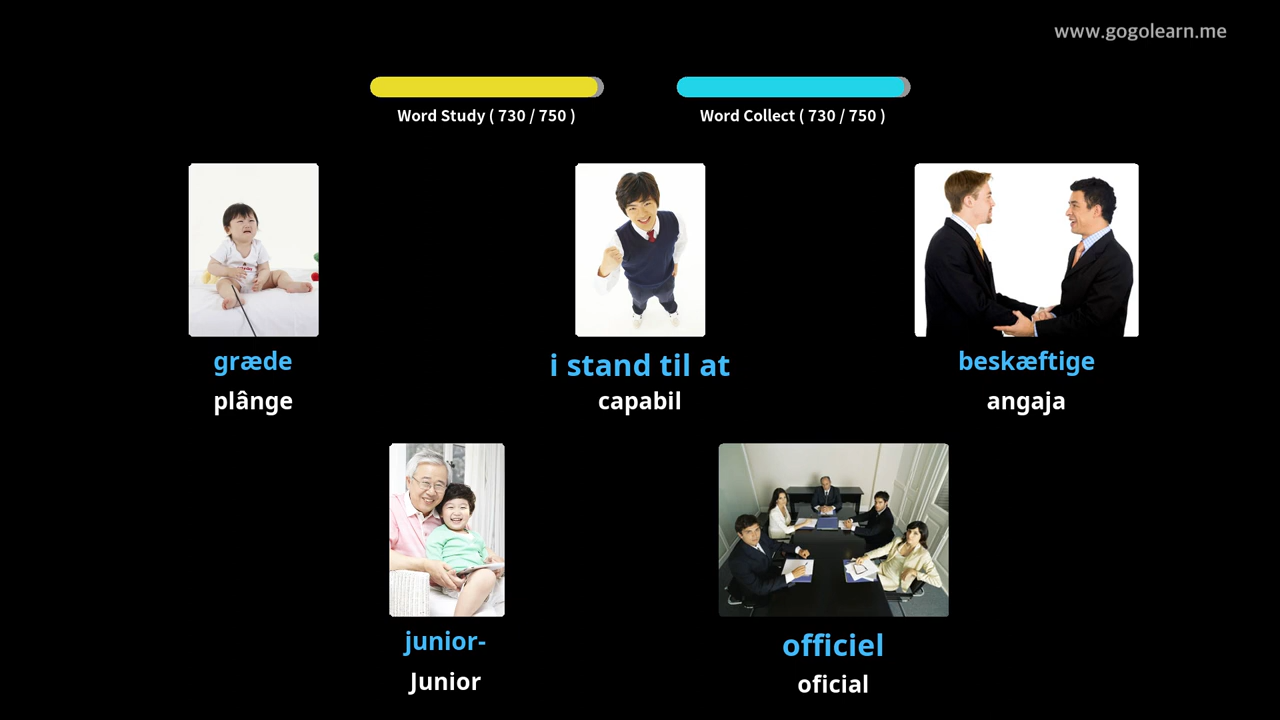 www.gogolearn.me
Word Study ( 730 / 750 )
Word Collect ( 730 / 750 )
græde
plânge
i stand til at
capabil
beskæftige
angaja
junior-
Junior
officiel
oficial